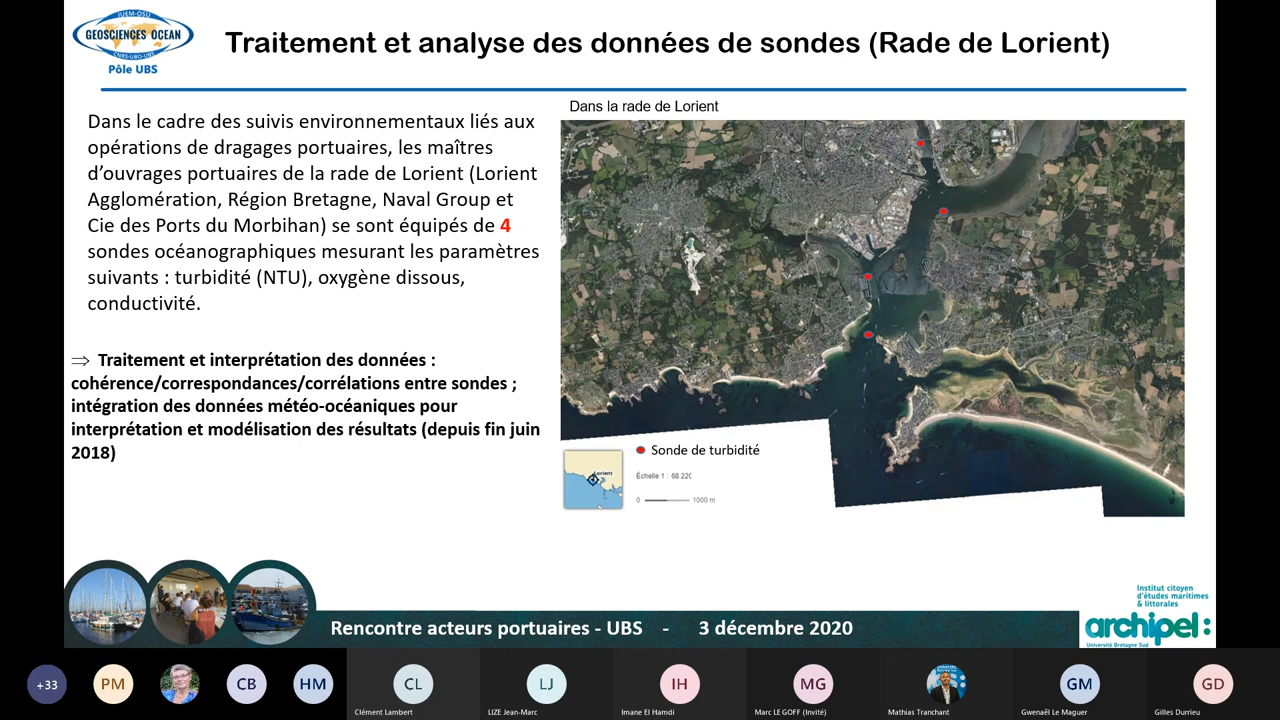 IUEM-OSU
GEOSCIENCES OCEAN
CNRS-UBO-UBS
Pôle UBS
Traitement et analyse des données de sondes (Rade de Lorient)
Dans le cadre des suivis environnementaux liés aux
opérations de dragages portuaires, les maîtres
d’ouvrages portuaires de la rade de Lorient (Lorient
Agglomération, Région Bretagne, Naval Group et
Cie des Ports du Morbihan) se sont équipés de 4
sondes océanographiques mesurant les paramètres
suivants : turbidité (NTU), oxygène dissous,
conductivité.
⇒ Traitement et interprétation des données :
cohérence/correspondances/corrélations entre sondes ;
intégration des données météo-océaniques pour
interprétation et modélisation des résultats (depuis fin juin
2018)
Dans la rade de Lorient
Lorient
Sonde de turbidité
Échelle 1 : 68 220
0 1000 m
Rencontre acteurs portuaires - UBS - 3 décembre 2020
Institut citoyen
d'études maritimes
& littorales
archipel:
Université Bretagne Sud
+33
PM
CB
HM
CL
Clément Lambert
LJ
LIZE Jean-Marc
IH
Imane El Hamdi
MG
Marc LE GOFF (Invité)
Mathias Tranchant
GM
Gwenaël Le Maguer
GD
Gilles Durrieu